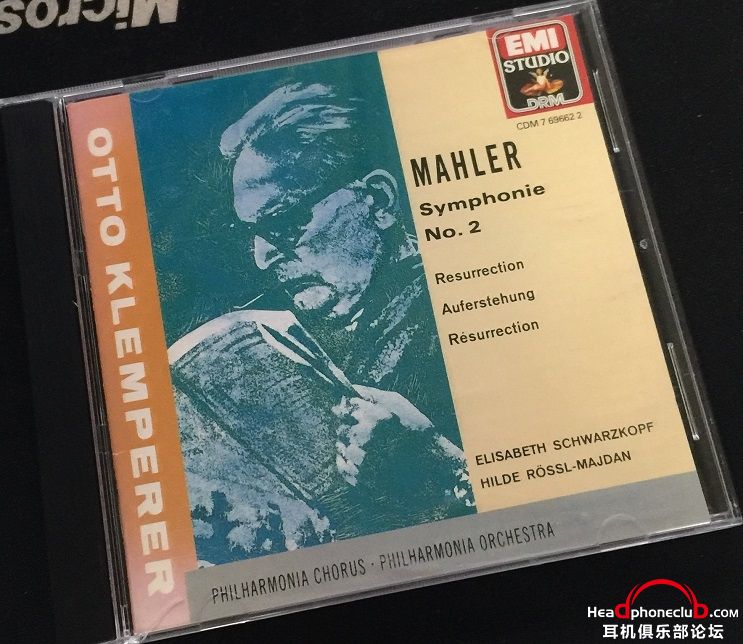 Micros
EMI
STUDIO
DRM
CDM 7 69662 2
OTTO KLEMPERER
MAHLER
Symphonie
No. 2
Resurrection
Auferstehung
Résurrection
ELISABETH SCHWARZKOPF
HILDE RÖSSL-MAJDAN
PHILHARMONIA CHORUS · PHILHARMONIA ORCHESTRA
Headphoneclub.com
耳机俱乐部论坛